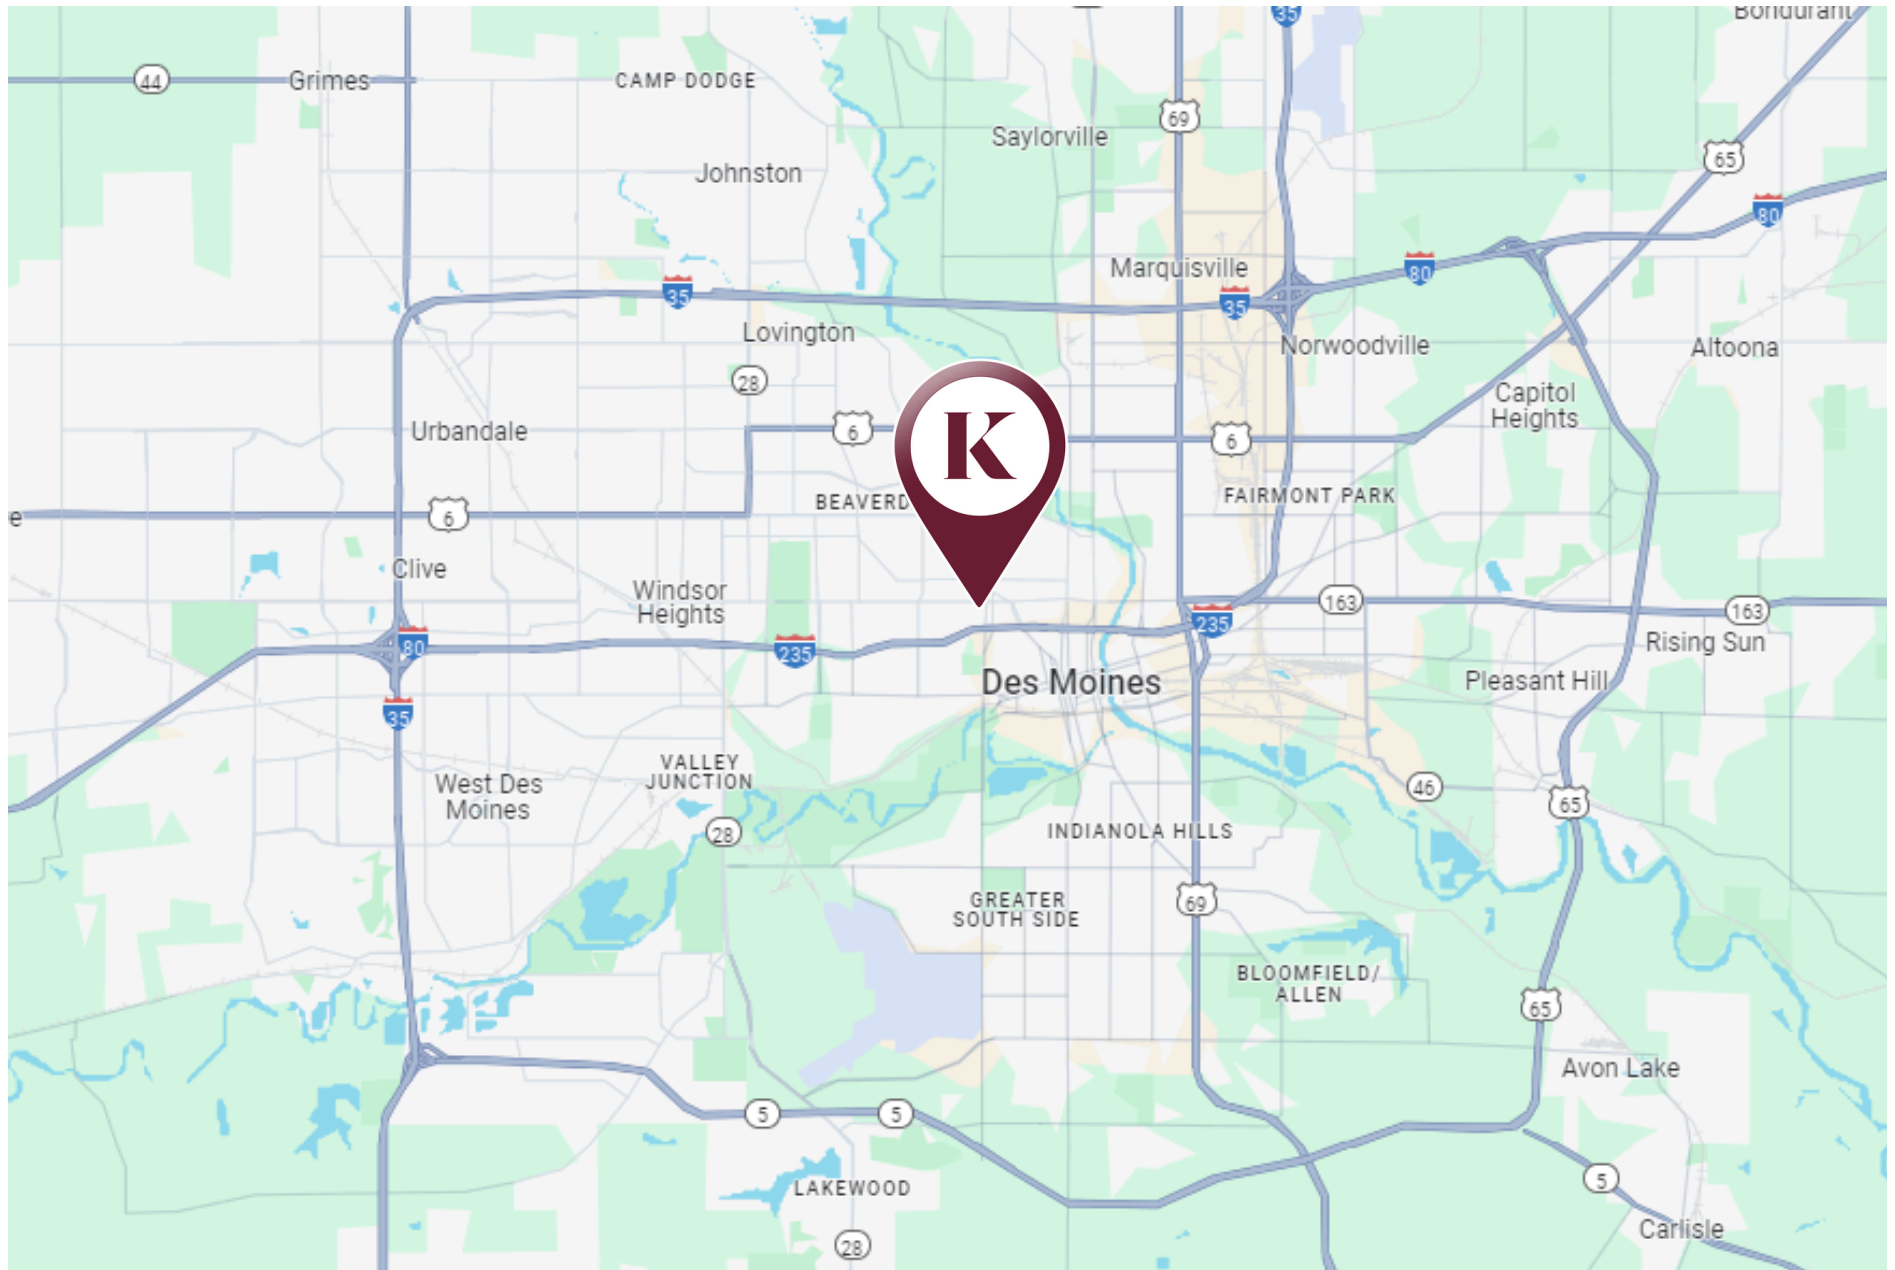 35
Bondurant
44
Grimes
CAMP DODGE
69
Saylorville
65
Johnston
80
Marquisville
80
35
35
Lovington
Norwoodville
Altoona
28
Capitol
Heights
Urbandale
6
K
6
BEAVERD
FAIRMONT PARK
e
6
Clive
Windsor
Heights
163
163
235
80
235
Rising Sun
Des Moines
Pleasant Hill
35
VALLEY
JUNCTION
West Des
Moines
46
65
28
INDIANOLA HILLS
GREATER
SOUTH SIDE
69
BLOOMFIELD/
ALLEN
65
Avon Lake
5
5
LAKEWOOD
5
Carlisle
28